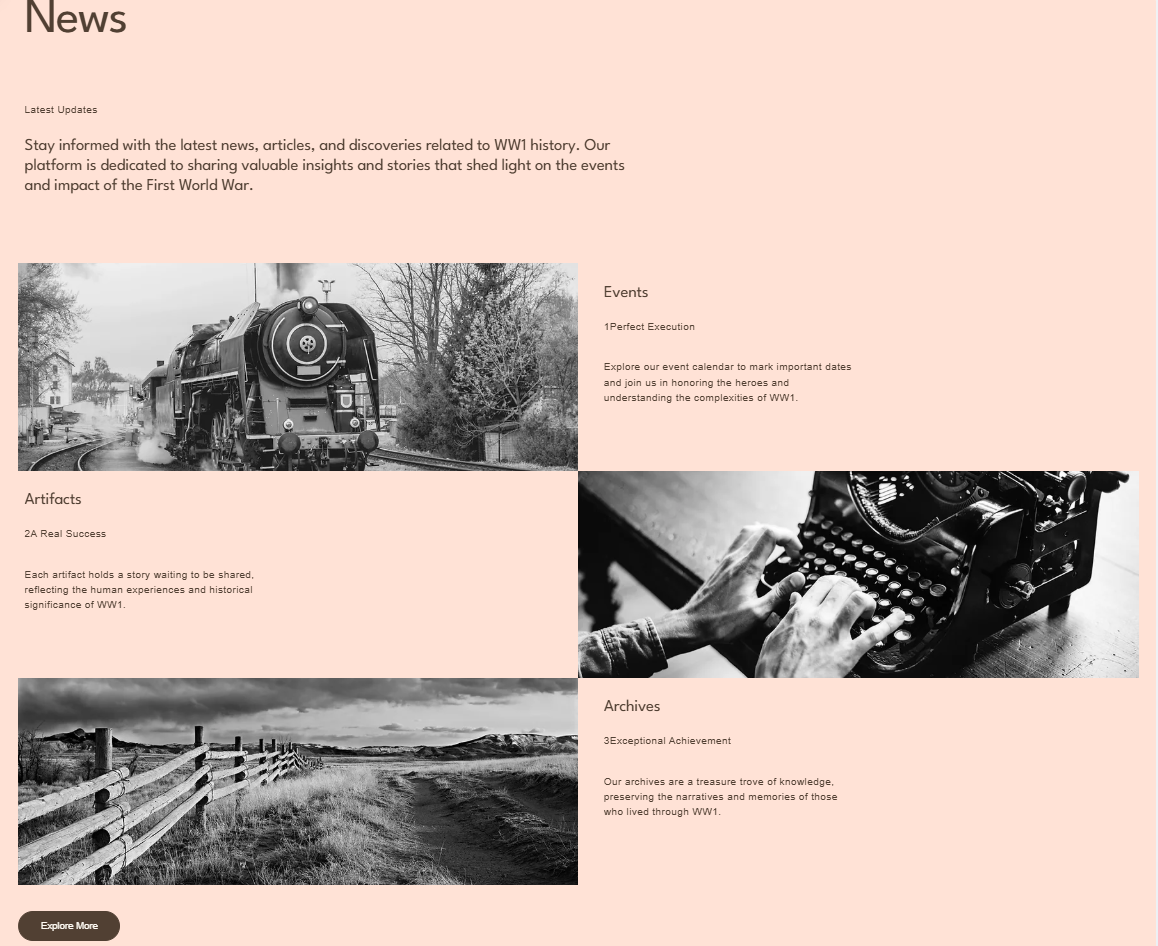 News
Latest Updates
Stay informed with the latest news, articles, and discoveries related to WW1 history. Our
platform is dedicated to sharing valuable insights and stories that shed light on the events
and impact of the First World War.
Events
1Perfect Execution
Explore our event calendar to mark important dates
and join us in honoring the heroes and
understanding the complexities of WW1.
Artifacts
2A Real Success
Each artifact holds a story waiting to be shared,
reflecting the human experiences and historical
significance of WW1.
Archives
3Exceptional Achievement
Our archives are a treasure trove of knowledge,
preserving the narratives and memories of those
who lived through WW1.
Explore More